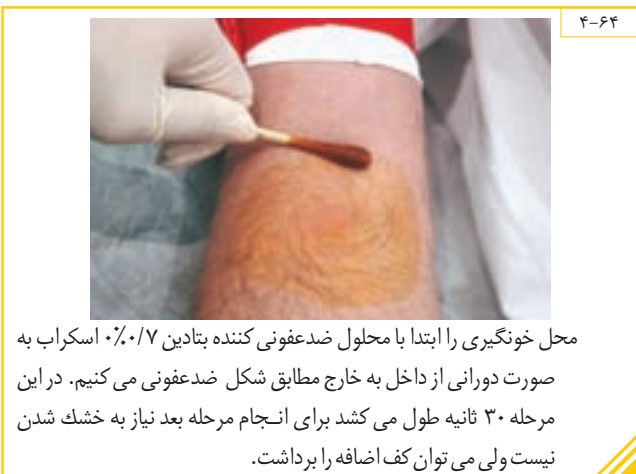 ۴-۶۴
محل خونگیری را ابتدا با محلول ضدعفونی کننده بتادین ۰/۷٪ اسکراب به
صورت دورانی از داخل به خارج مطابق شکل ضدعفونی می کنیم. در این
مرحله ۳۰ ثانیه طول می کشد برای انـجام مرحله بعد نیاز به خشك شدن
نیست ولی می توان کف اضافه را برداشت.